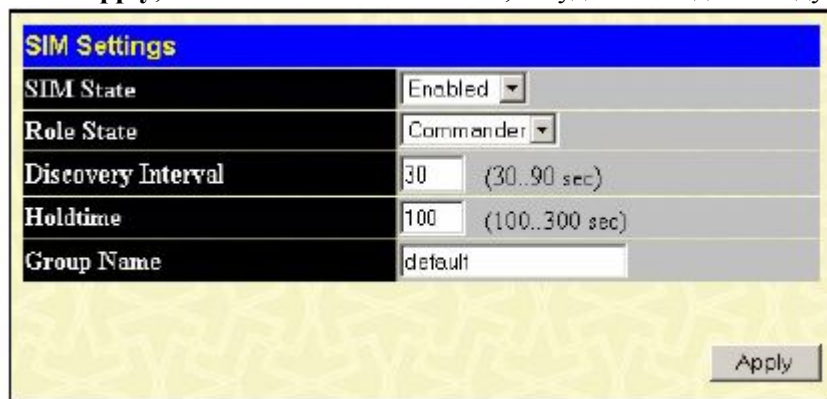 Apply,
SIM Settings
SIM State Enabled
Role State Commander
Discovery Interval 30 (30..90 sec)
Holdtime 100 (100..300 sec)
Group Name default
Apply